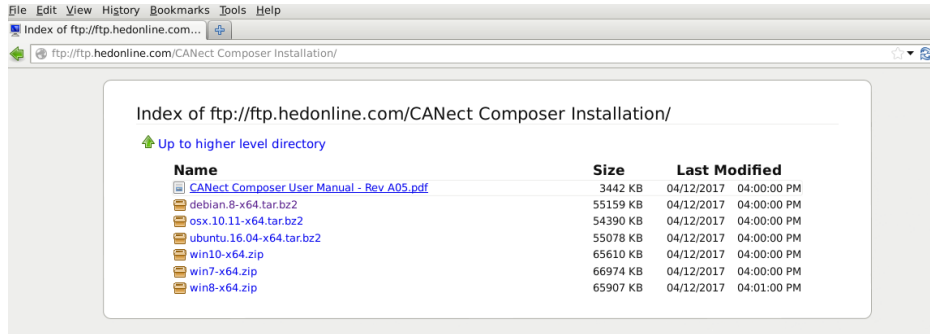 File Edit View History Bookmarks Tools Help
Index of ftp://ftp.hedonline.com...
ftp://ftp.hedonline.com/CANect Composer Installation/
Index of ftp://ftp.hedonline.com/CANect Composer Installation/
Up to higher level directory
Name Size Last Modified
CANect Composer User Manual - Rev A05.pdf 3442 KB 04/12/2017 04:00:00 PM
debian.8-x64.tar.bz2 55159 KB 04/12/2017 04:00:00 PM
osx.10.11-x64.tar.bz2 54390 KB 04/12/2017 04:00:00 PM
ubuntu.16.04-x64.tar.bz2 55078 KB 04/12/2017 04:00:00 PM
win10-x64.zip 65610 KB 04/12/2017 04:00:00 PM
win7-x64.zip 66974 KB 04/12/2017 04:00:00 PM
win8-x64.zip 65907 KB 04/12/2017 04:01:00 PM